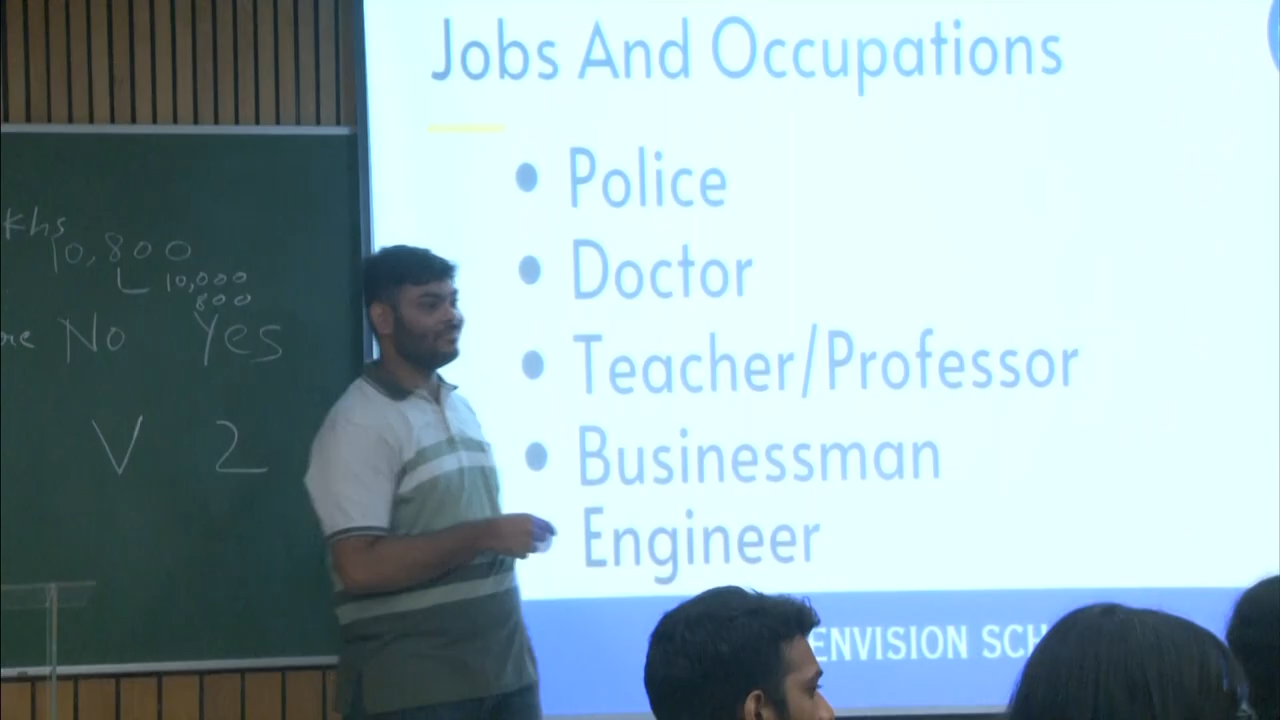 khs
10,800
10,000
800
No Yes
V 2
Jobs And Occupations
• Police
• Doctor
• Teacher/Professor
• Businessman
Engineer
ENVISION